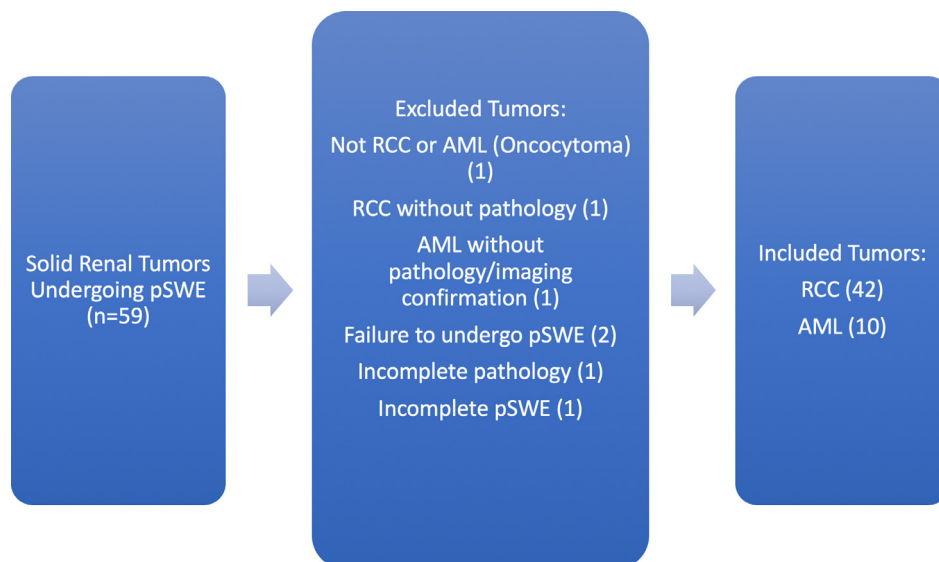 Solid Renal Tumors
Undergoing pSWE
(n=59)
Excluded Tumors:
Not RCC or AML (Oncocytoma)
(1)
RCC without pathology (1)
AML without
pathology/imaging
confirmation (1)
Failure to undergo pSWE (2)
Incomplete pathology (1)
Incomplete pSWE (1)
Included Tumors:
RCC (42)
AML (10)